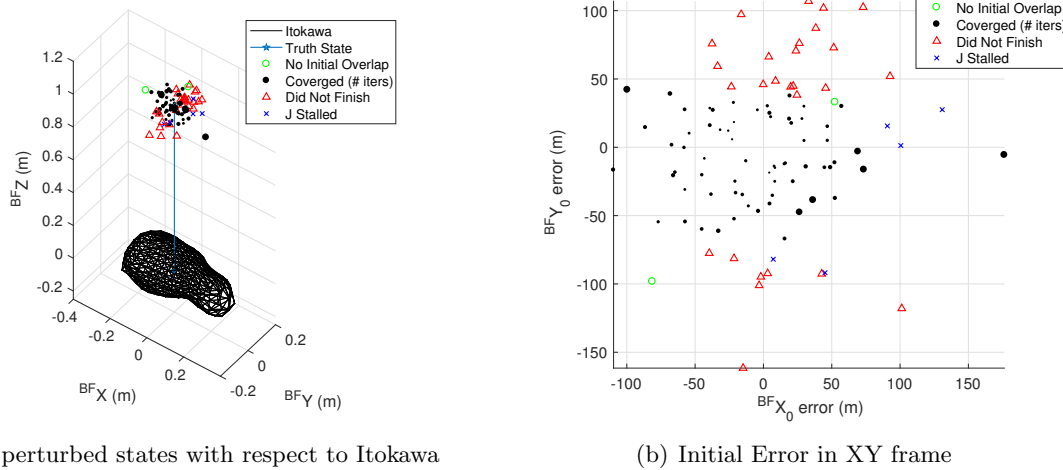 Itokawa
Truth State
No Initial Overlap
Coverged (# iters)
Did Not Finish
J Stalled
1.2
1
0.8
0.6
0.4
0.2
0
-0.2
BFZ (m)
-0.4
-0.2
0
0.2
BFX (m)
-0.2
0
0.2
BFY (m)
perturbed states with respect to Itokawa
No Initial Overlap
Coverged (# iters)
Did Not Finish
J Stalled
100
50
0
-50
-100
-150
BFY0 error (m)
-100
-50
0
50
100
150
BFX0 error (m)
(b) Initial Error in XY frame